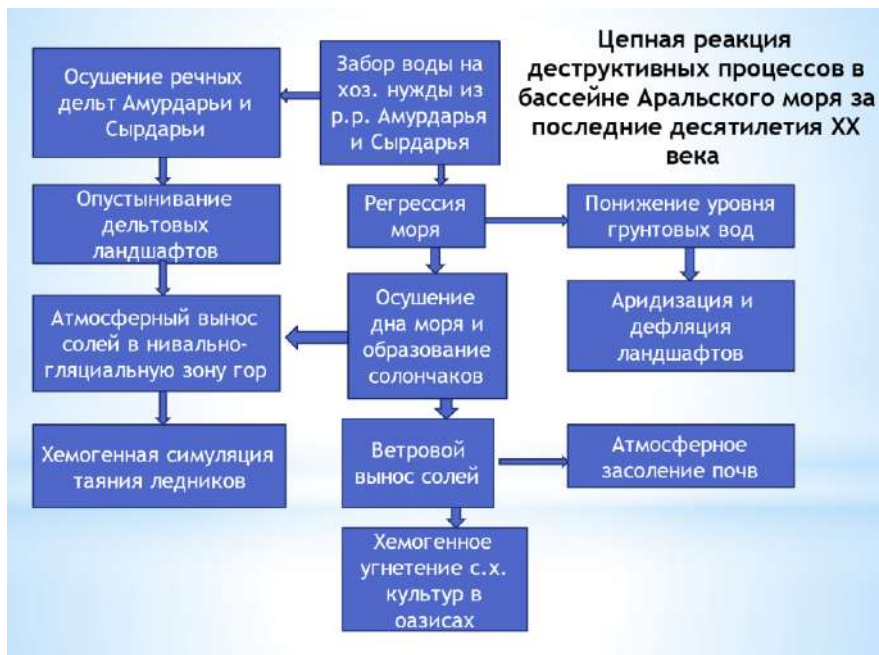 Цепная реакция
деструктивных процессов в
бассейне Аральского моря за
последние десятилетия XX
века
Осушение речных
дельт Амурдарьи и
Сырдарьи
Забор воды на
хоз. нужды из
р.р. Амурдарья
и Сырдарья
Опустынивание
дельтовых
ландшафтов
Регрессия
моря
Понижение уровня
грунтовых вод
Атмосферный вынос
солей в нивально-
гляциальную зону гор
Осушение
дна моря и
образование
солончаков
Аридизация и
дефляция
ландшафтов
Хемогенная симуляция
таяния ледников
Ветровой
вынос солей
Атмосферное
засоление почв
Хемогенное
угнетение с.х.
культур в
оазисах